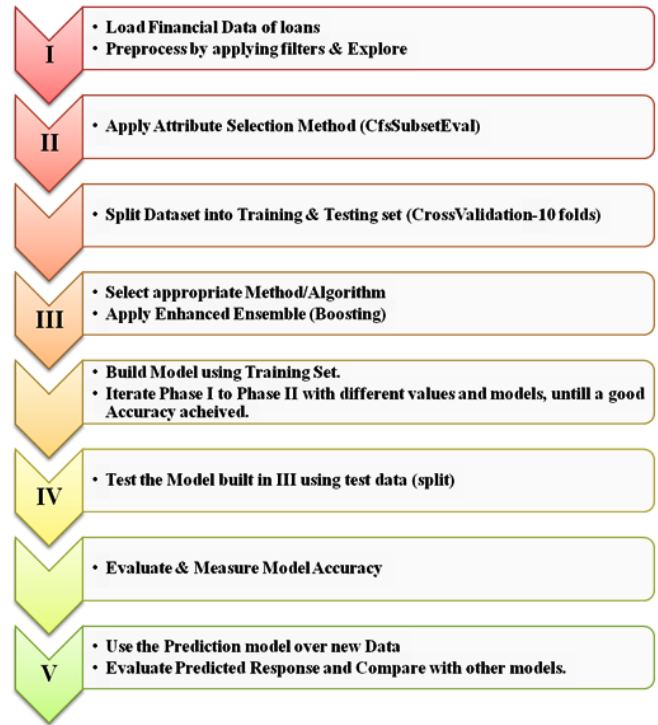 I
• Load Financial Data of loans
• Preprocess by applying filters & Explore
II
• Apply Attribute Selection Method (CfsSubsetEval)
• Split Dataset into Training & Testing set (CrossValidation-10 folds)
III
• Select appropriate Method/Algorithm
• Apply Enhanced Ensemble (Boosting)
• Build Model using Training Set.
• Iterate Phase I to Phase II with different values and models, untill a good
Accuracy acheived.
IV
• Test the Model built in III using test data (split)
• Evaluate & Measure Model Accuracy
V
• Use the Prediction model over new Data
• Evaluate Predicted Response and Compare with other models.